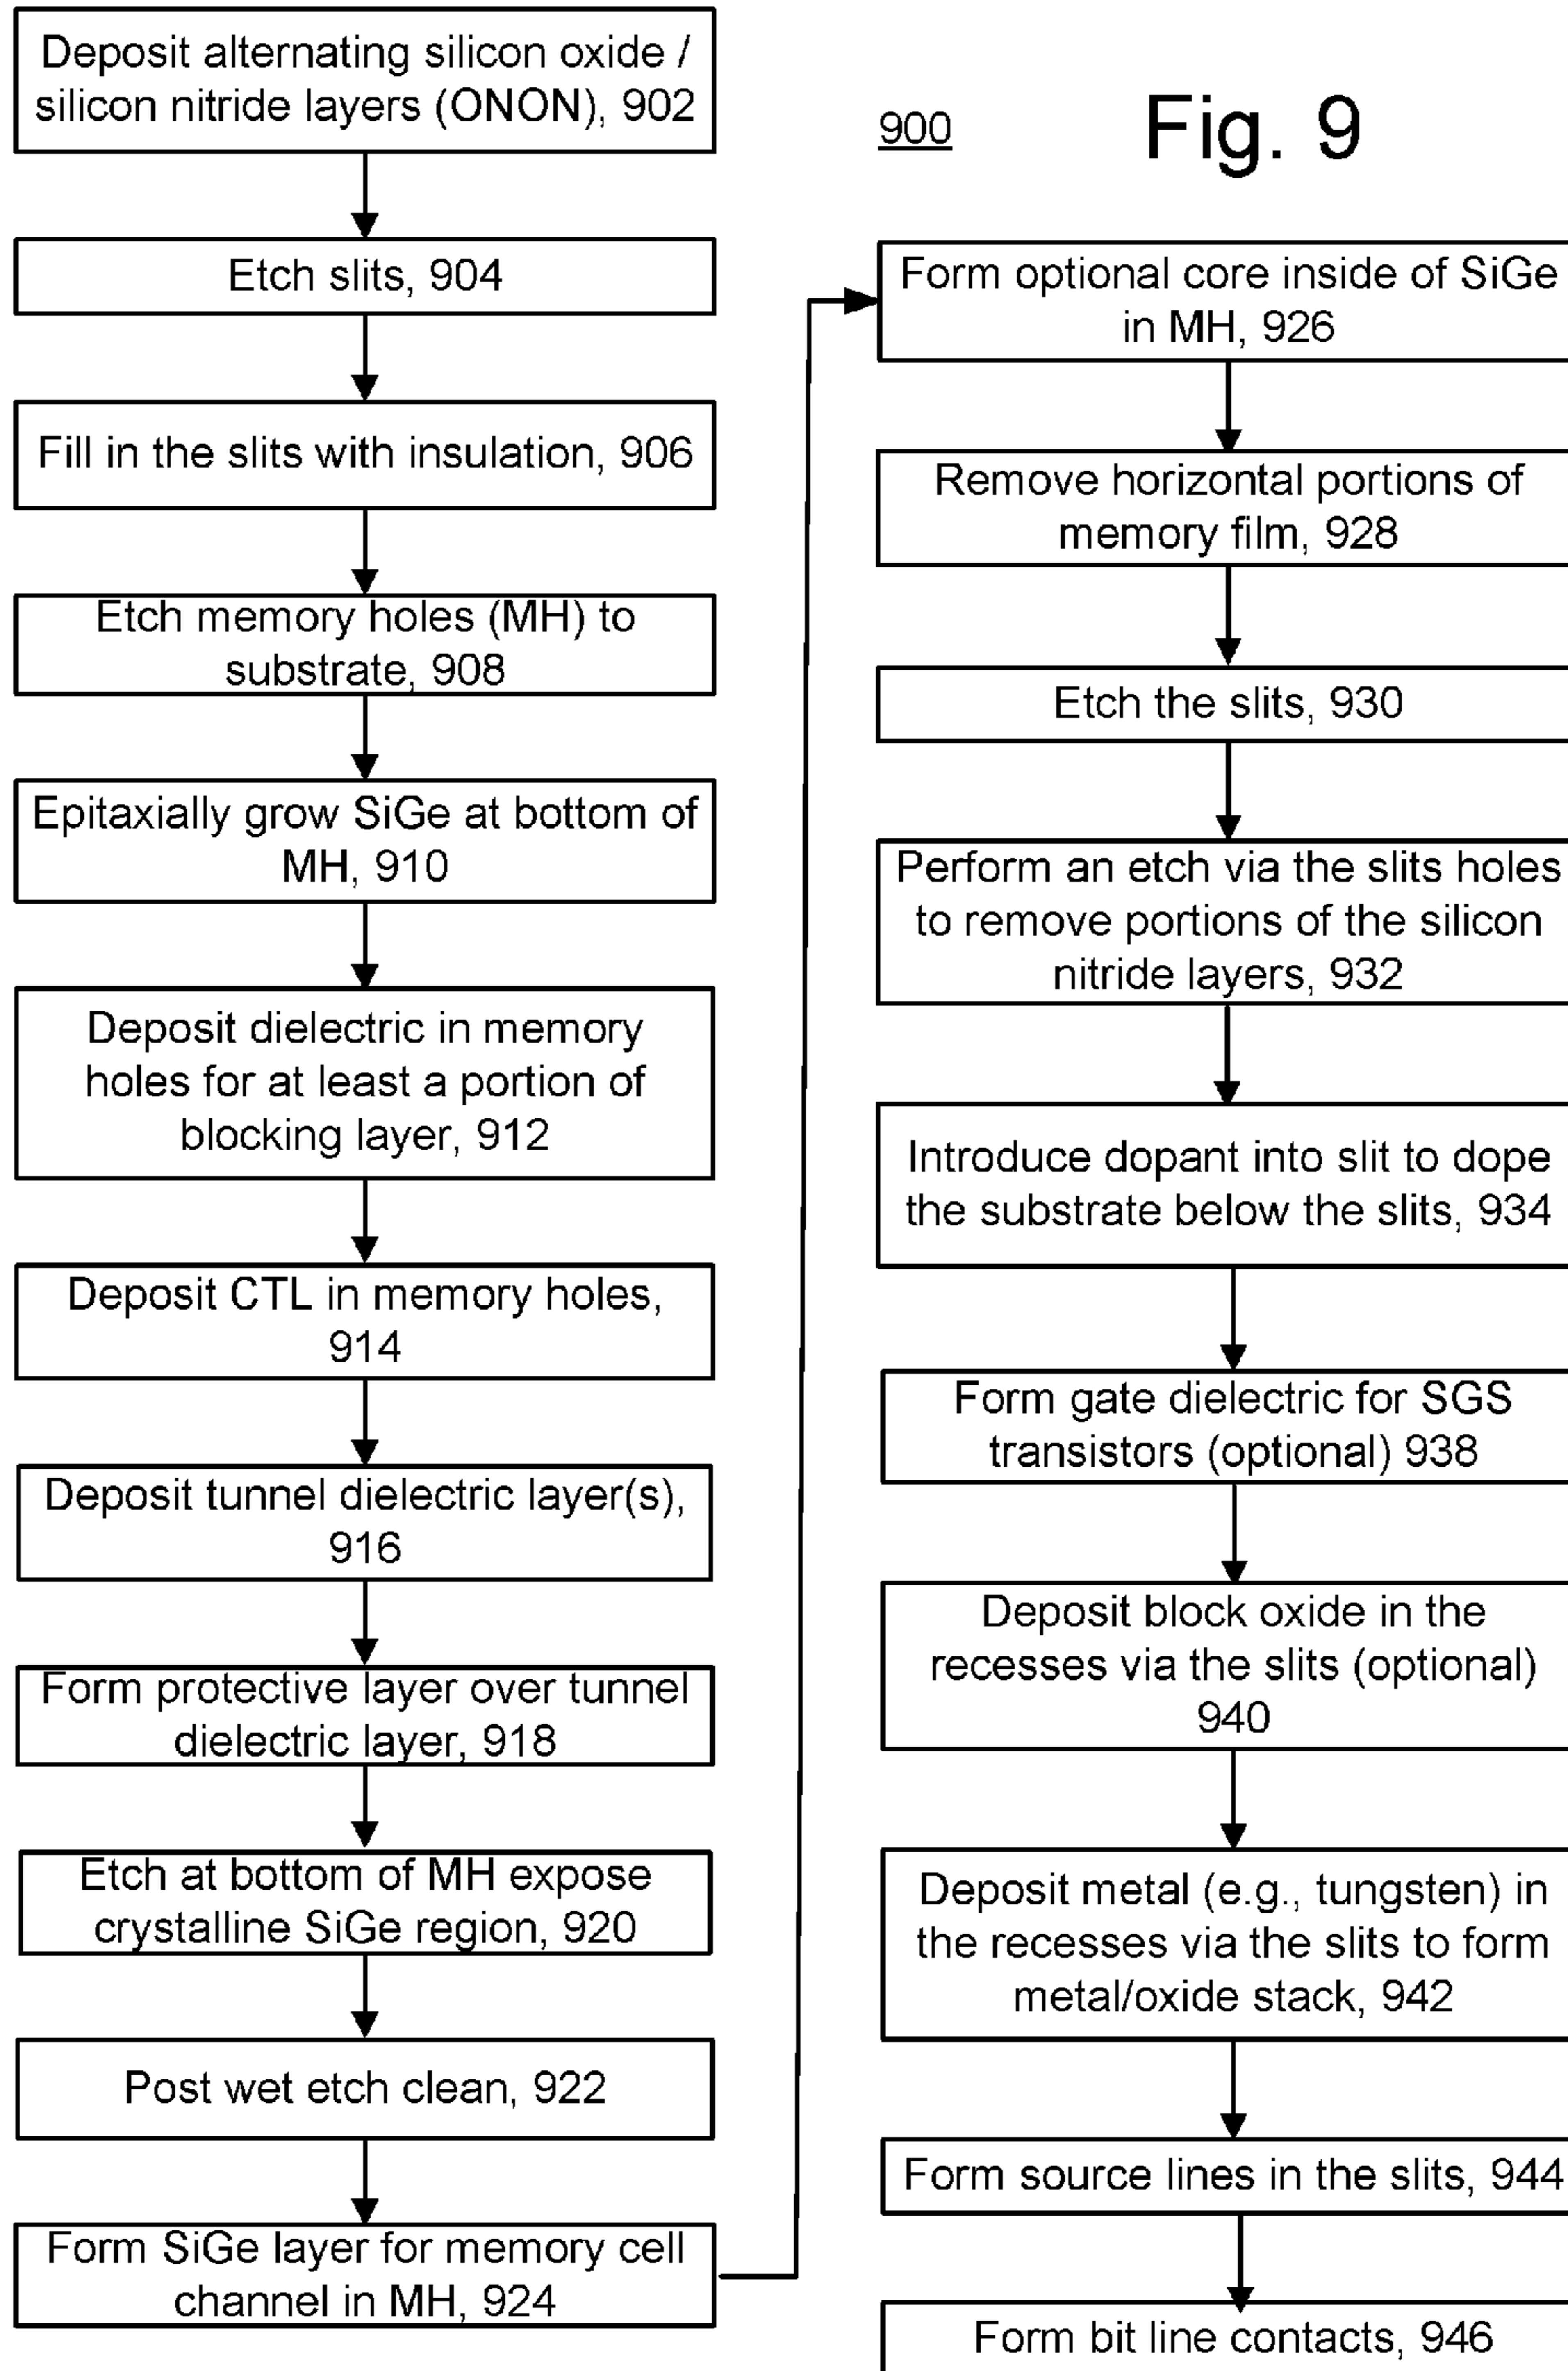 Deposit alternating silicon oxide /
silicon nitride layers (ONON), 902
Etch slits, 904
Fill in the slits with insulation, 906
Etch memory holes (MH) to
substrate, 908
Epitaxially grow SiGe at bottom of
MH, 910
Deposit dielectric in memory
holes for at least a portion of
blocking layer, 912
Deposit CTL in memory holes,
914
Deposit tunnel dielectric layer(s),
916
Form protective layer over tunnel
dielectric layer, 918
Etch at bottom of MH expose
crystalline SiGe region, 920
Post wet etch clean, 922
Form SiGe layer for memory cell
channel in MH, 924
900
Fig. 9
Form optional core inside of SiGe
in MH, 926
Remove horizontal portions of
memory film, 928
Etch the slits, 930
Perform an etch via the slits holes
to remove portions of the silicon
nitride layers, 932
Introduce dopant into slit to dope
the substrate below the slits, 934
Form gate dielectric for SGS
transistors (optional) 938
Deposit block oxide in the
recesses via the slits (optional)
940
Deposit metal (e.g., tungsten) in
the recesses via the slits to form
metal/oxide stack, 942
Form source lines in the slits, 944
Form bit line contacts, 946